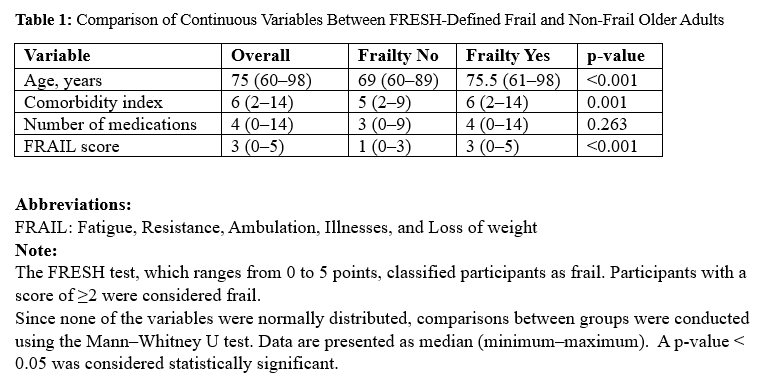 Table 1: Comparison of Continuous Variables Between FRESH-Defined Frail and Non-Frail Older Adults
Variable Overall Frailty No Frailty Yes p-value
Age, years 75 (60–98) 69 (60–89) 75.5 (61–98) <0.001
Comorbidity index 6 (2–14) 5 (2–9) 6 (2–14) 0.001
Number of medications 4 (0–14) 3 (0–9) 4 (0–14) 0.263
FRAIL score 3 (0–5) 1 (0–3) 3 (0–5) <0.001
Abbreviations:
FRAIL: Fatigue, Resistance, Ambulation, Illnesses, and Loss of weight
Note:
The FRESH test, which ranges from 0 to 5 points, classified participants as frail. Participants with a
score of ≥2 were considered frail.
Since none of the variables were normally distributed, comparisons between groups were conducted
using the Mann–Whitney U test. Data are presented as median (minimum–maximum). A p-value <
0.05 was considered statistically significant.